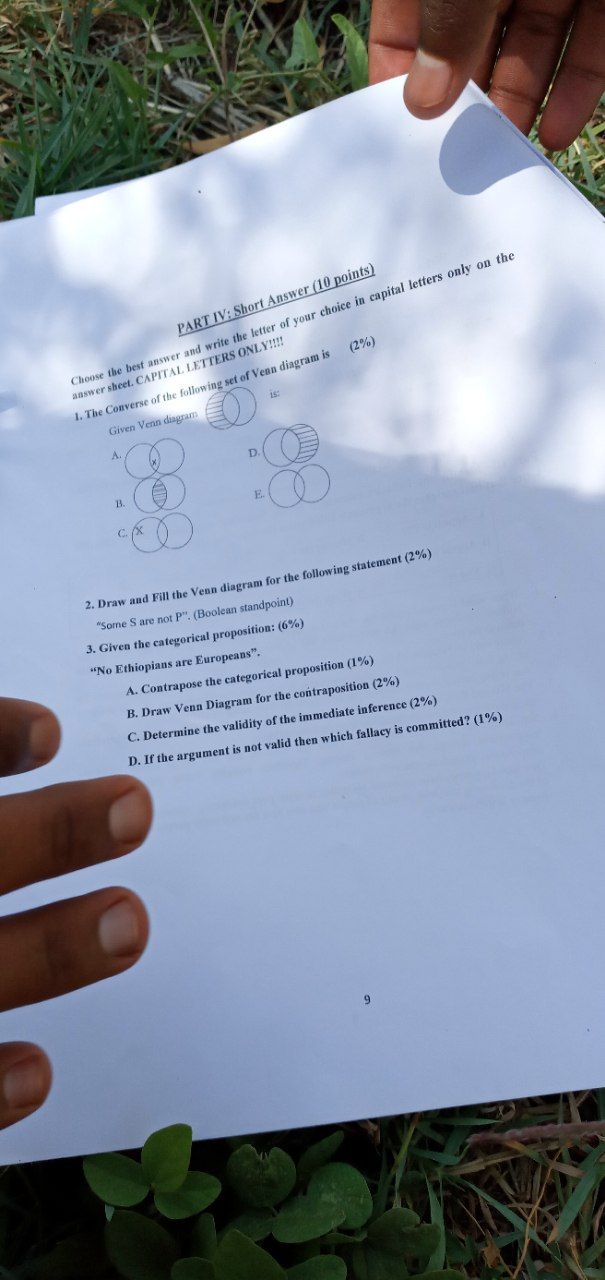 PART IV: Short Answer (10 points)
Choose the best answer and write the letter of your choice in capital letters only on the
answer sheet. CAPITAL LETTERS ONLY!!!!
1. The Converse of the following set of Venn diagram is (2%)
Given Venn diagram is:
A. X D.
B. E.
C. X
2. Draw and Fill the Venn diagram for the following statement (2%)
"Some S are not P". (Boolean standpoint)
3. Given the categorical proposition: (6%)
“No Ethiopians are Europeans”.
A. Contrapose the categorical proposition (1%)
B. Draw Venn Diagram for the contraposition (2%)
C. Determine the validity of the immediate inference (2%)
D. If the argument is not valid then which fallacy is committed? (1%)
9